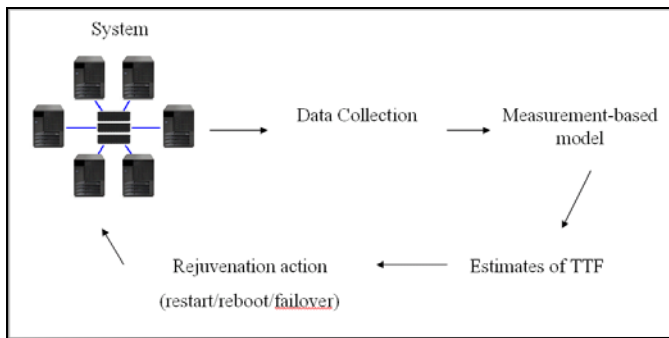 System
Data Collection
Measurement-based
model
Estimates of TTF
Rejuvenation action
(restart/reboot/failover)